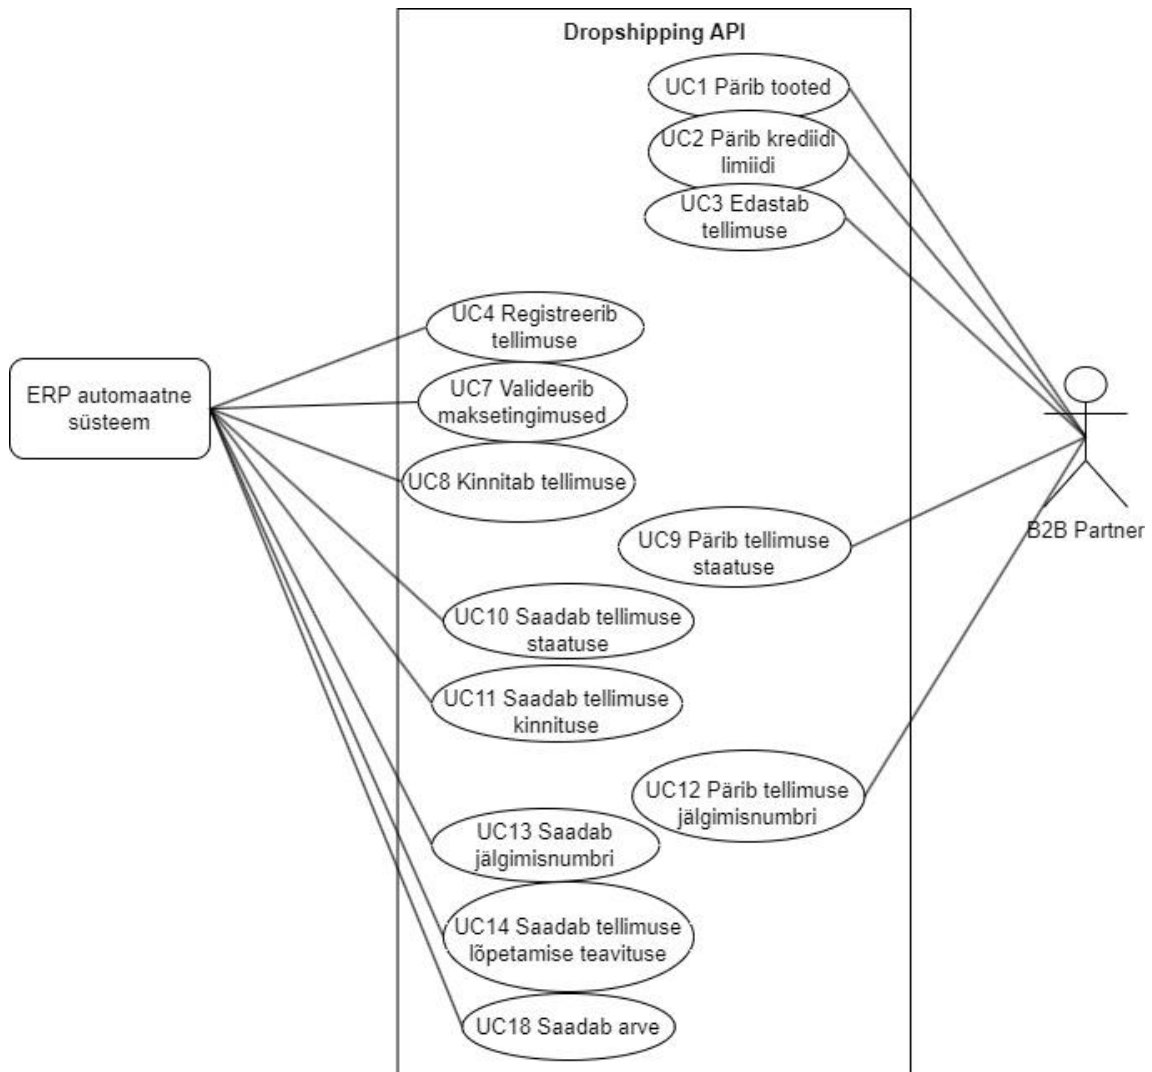 Dropshipping API
UC1 Pärib tooted
UC2 Pärib krediidi
limiidi
UC3 Edastab
tellimuse
UC4 Registreerib
tellimuse
ERP automaatne
süsteem
UC7 Valideerib
maksetingimused
UC8 Kinnitab tellimuse
B2B Partner
UC9 Pärib tellimuse
staatuse
UC10 Saadab tellimuse
staatuse
UC11 Saadab tellimuse
kinnituse
UC12 Pärib tellimuse
jälgimisnumbri
UC13 Saadab
jälgimisnumbri
UC14 Saadab tellimuse
lõpetamise teavituse
UC18 Saadab arve